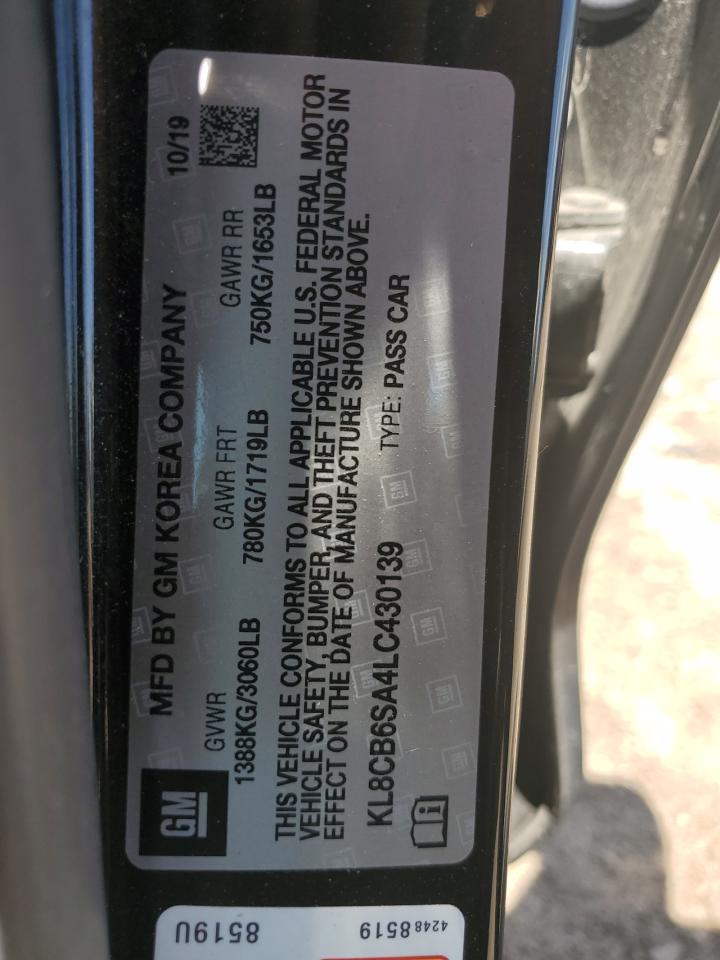 GM
MFD BY GM KOREA COMPANY 10/19
GVWR GAWR FRT GAWR RR
1388KG/3060LB 780KG/1719LB 750KG/1653LB
THIS VEHICLE CONFORMS TO ALL APPLICABLE U.S. FEDERAL MOTOR
VEHICLE SAFETY, BUMPER, AND THEFT PREVENTION STANDARDS IN
EFFECT ON THE DATE OF MANUFACTURE SHOWN ABOVE.
KL8CB6SA4LC430139 TYPE: PASS CAR
8519U
42488519